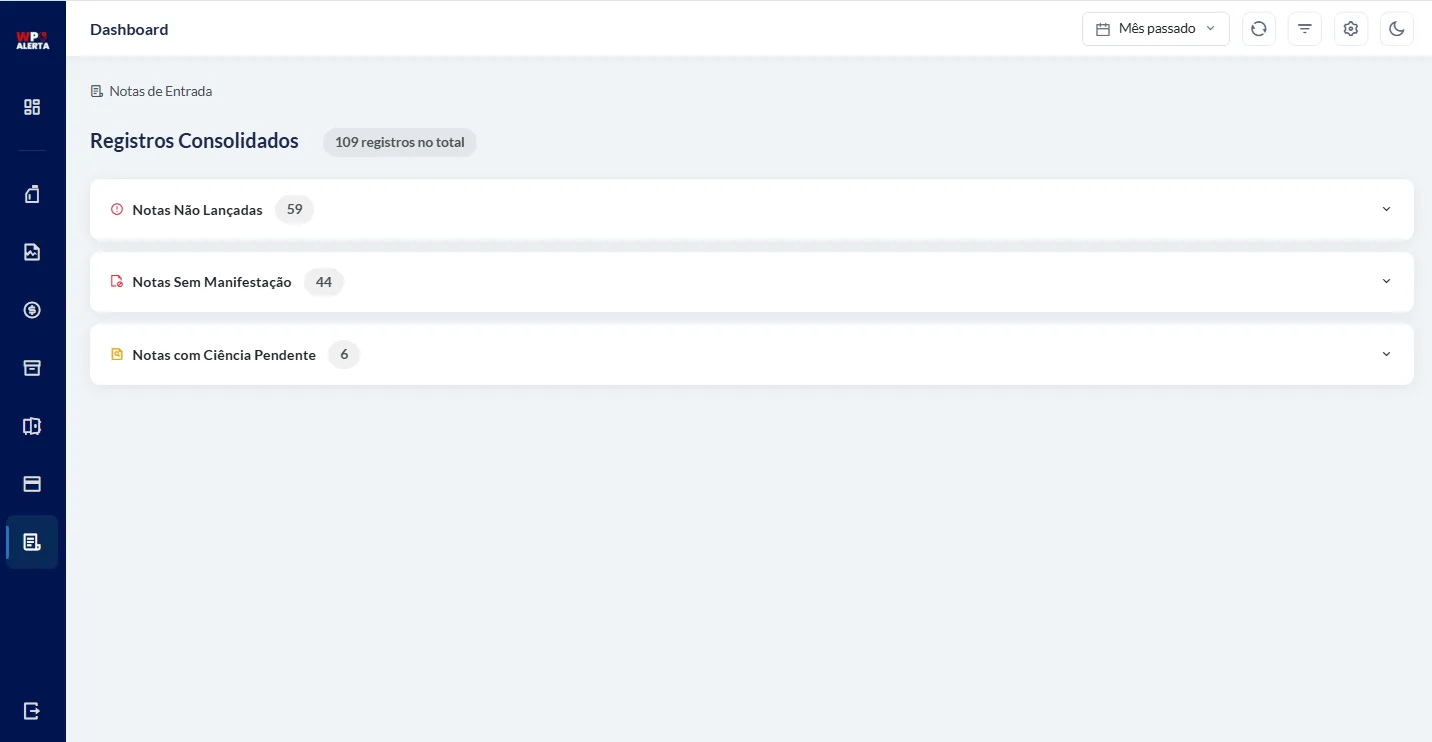 WPS
ALERTA
Dashboard
Mês passado
Notas de Entrada
Registros Consolidados
109 registros no total
Notas Não Lançadas
59
Notas Sem Manifestação
44
Notas com Ciência Pendente
6